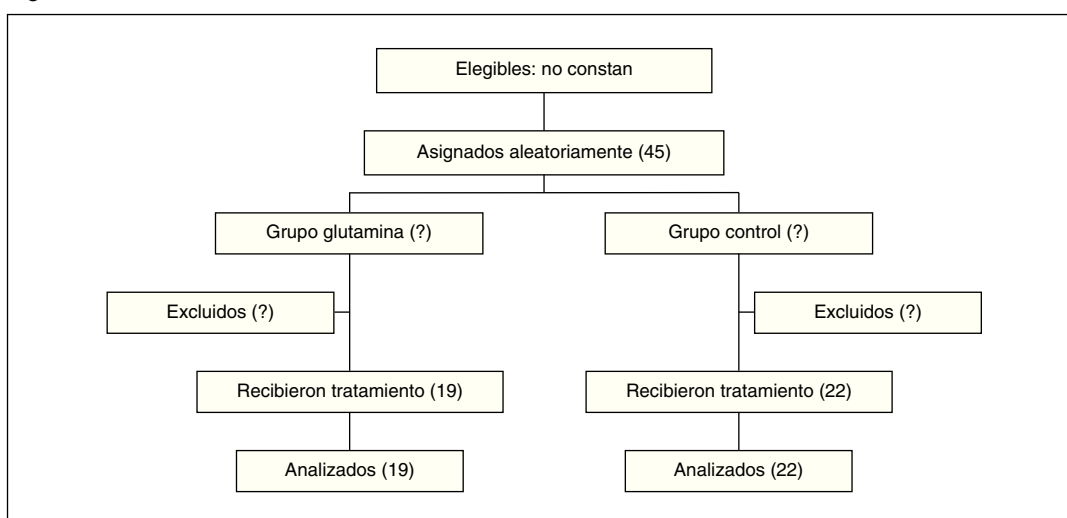 Elegibles: no constan
Asignados aleatoriamente (45)
Grupo glutamina (?)
Grupo control (?)
Excluidos (?)
Excluidos (?)
Recibieron tratamiento (19)
Recibieron tratamiento (22)
Analizados (19)
Analizados (22)